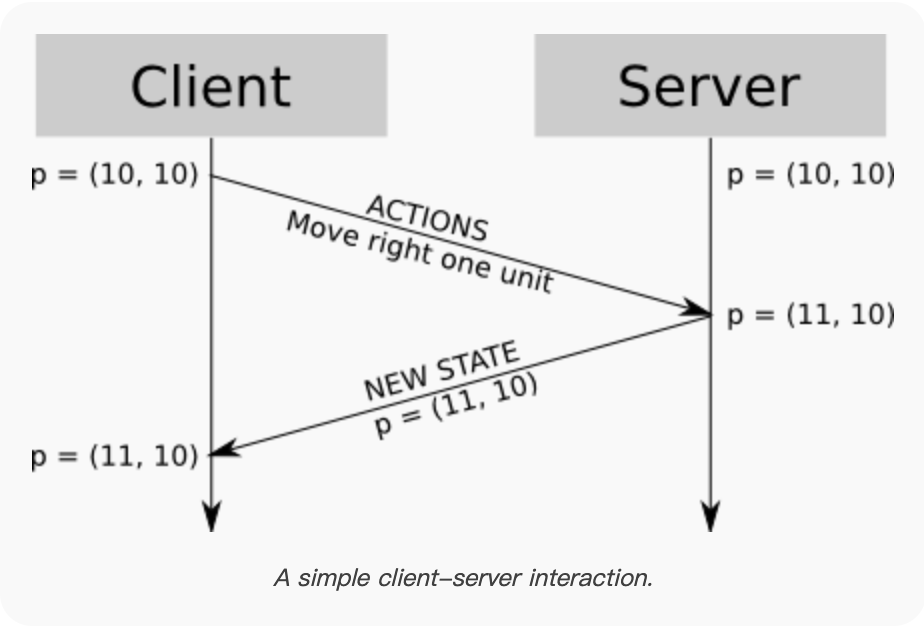 Client
Server
p = (10, 10)
p = (10, 10)
ACTIONS
Move right one unit
p = (11, 10)
NEW STATE
p = (11, 10)
p = (11, 10)
A simple client–server interaction.